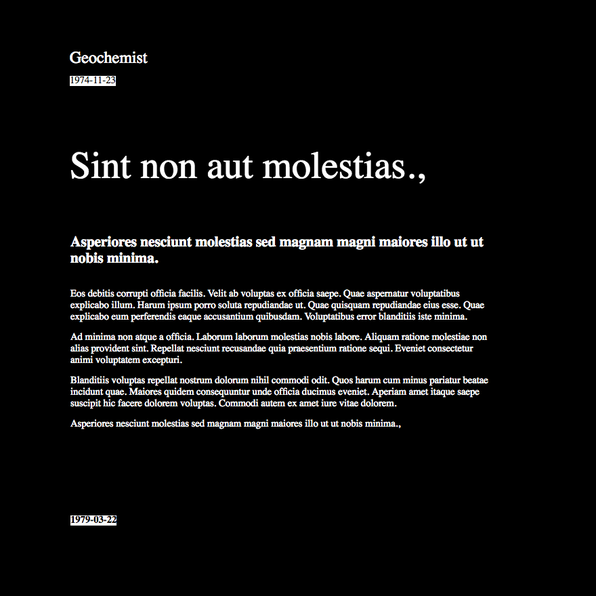 Geochemist
1974-11-23
Sint non aut molestias.,
Asperiores nesciunt molestias sed magnam magni maiores illo ut ut
nobis minima.
Eos debitis corrupti officia facilis. Velit ab voluptas ex officia saepe. Quae aspernatur voluptatibus
explicabo illum. Harum ipsum porro soluta repudiandae ut. Quae quisquam repudiandae eius esse. Quae
explicabo eum perferendis eaque accusantium quibusdam. Voluptatibus error blanditiis iste minima.
Ad minima non atque a officia. Laborum laborum molestias nobis labore. Aliquam ratione molestiae non
alias provident sint. Repellat nesciunt recusandae quia praesentium ratione sequi. Eveniet consectetur
animi voluptatem excepturi.
Blanditiis voluptas repellat nostrum dolorum nihil commodi odit. Quos harum cum minus pariatur beatae
incidunt quae. Maiores quidem consequuntur unde officia ducimus eveniet. Aperiam amet itaque saepe
suscipit hic facere dolorem voluptas. Commodi autem ex amet iure vitae dolorem.
Asperiores nesciunt molestias sed magnam magni maiores illo ut ut nobis minima.,
1979-03-22